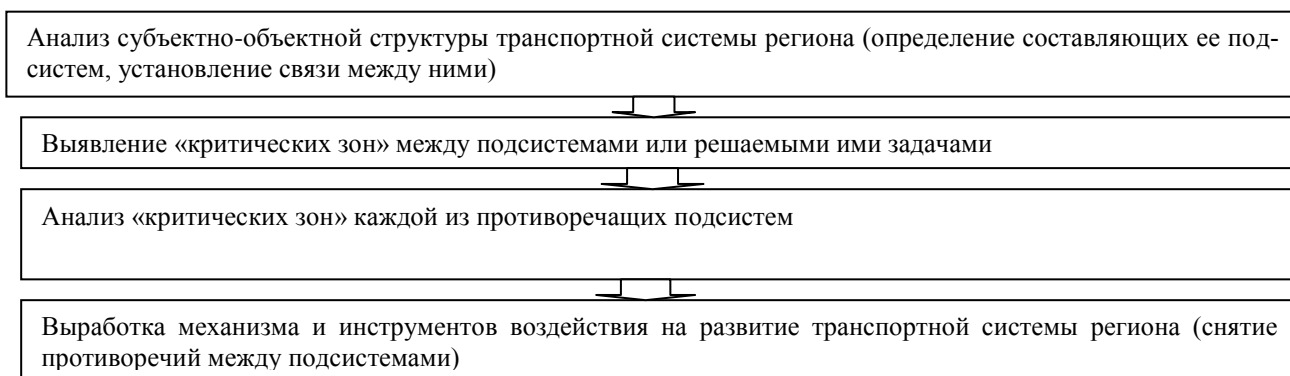 Анализ субъектно-объектной структуры транспортной системы региона (определение составляющих ее под-
систем, установление связи между ними)
Выявление «критических зон» между подсистемами или решаемыми ими задачами
Анализ «критических зон» каждой из противоречащих подсистем
Выработка механизма и инструментов воздействия на развитие транспортной системы региона (снятие
противоречий между подсистемами)